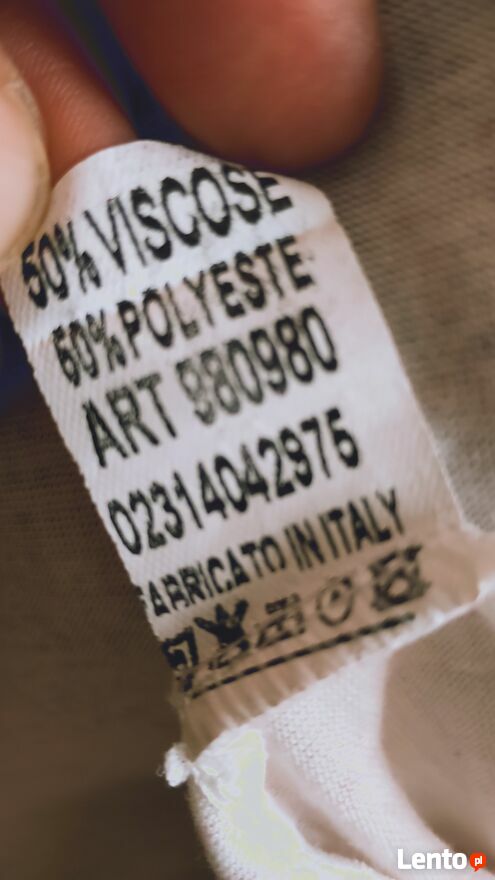 50% VISCOSE
50% POLYESTE
ART 980980
02314042975
FABRICATO IN ITALY
Lento.pl